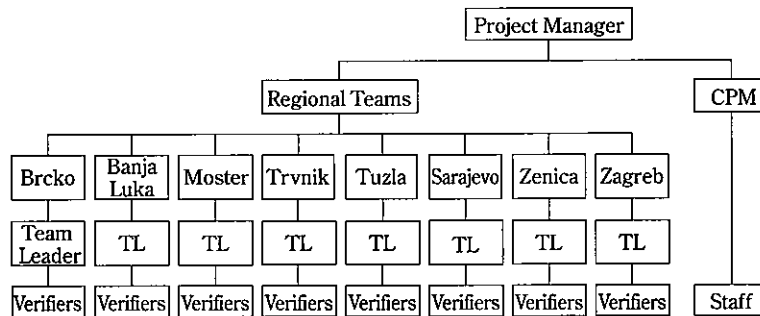 Project Manager
Regional Teams
CPM
Brcko
Banja
Luka
Moster
Trvnik
Tuzla
Sarajevo
Zenica
Zagreb
Team
Leader
TL
TL
TL
TL
TL
TL
TL
Verifiers
Verifiers
Verifiers
Verifiers
Verifiers
Verifiers
Verifiers
Verifiers
Staff